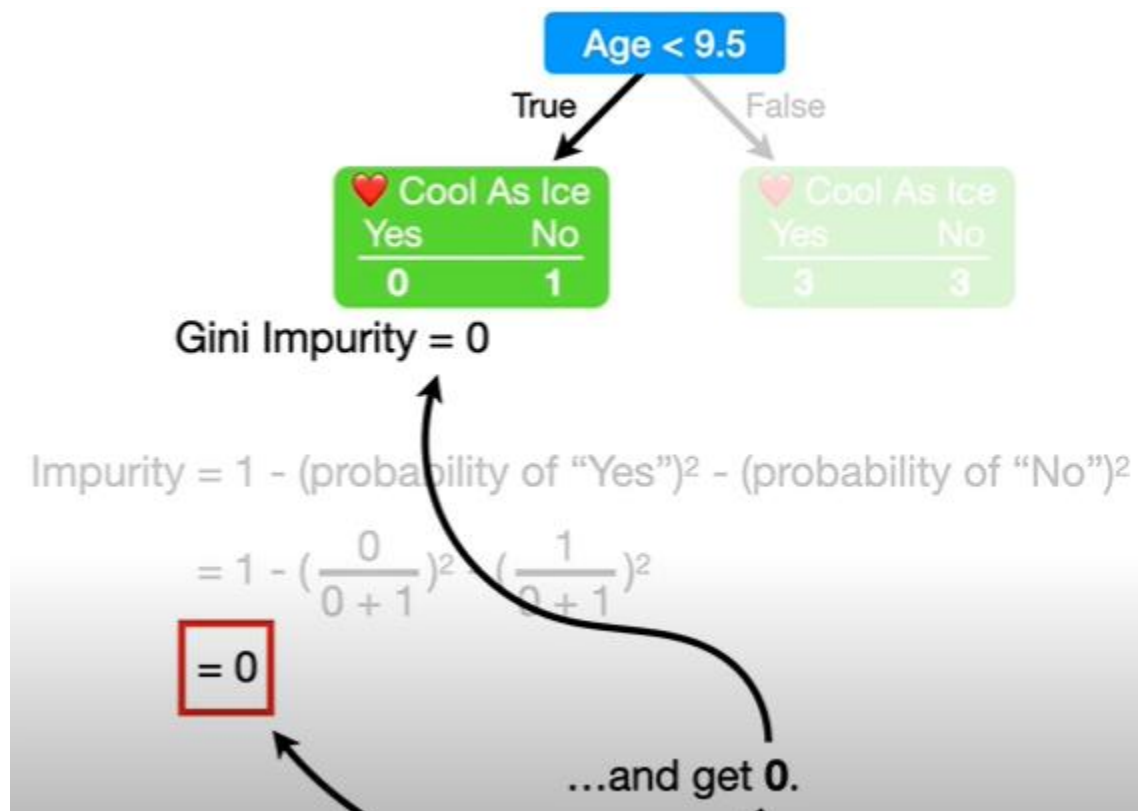 Age < 9.5
True False
❤️ Cool As Ice ❤️ Cool As Ice
Yes No Yes No
0 1 3 3
Gini Impurity = 0
Impurity = 1 - (probability of “Yes”)² - (probability of “No”)²
= 1 - (0/(0 + 1))² - (1/(0 + 1))²
= 0
...and get 0.